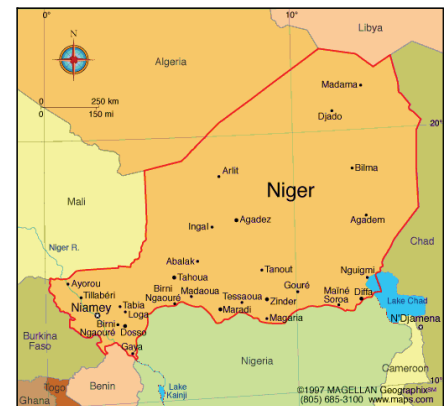 0°
10°
Libya
N
Algeria
Madama
0 250 km
0 150 mi
Djado
20°
Mali
Arlit
Bilma
Niger
Ingal
Agadez
Agadem
Chad
Niger R.
Abalak
Tanout
Nguigmi
Ayorou
Tahoua
Gouré
Tillabéri
Birni
Ngaouré
Madaoua
Tessaoua
Zinder
Maïné
Soroa
Diffa
Lake Chad
Niamey
Tabia
Loga
Maradi
Magaria
N'Djamena
Birni
Ngaouré
Dosso
Burkina
Faso
Gaya
Nigeria
Cameroon
Benin
Togo
Ghana
Lake
Kainji
10°
©1997 MAGELLAN Geographix℠
(805) 685-3100 www.maps.com